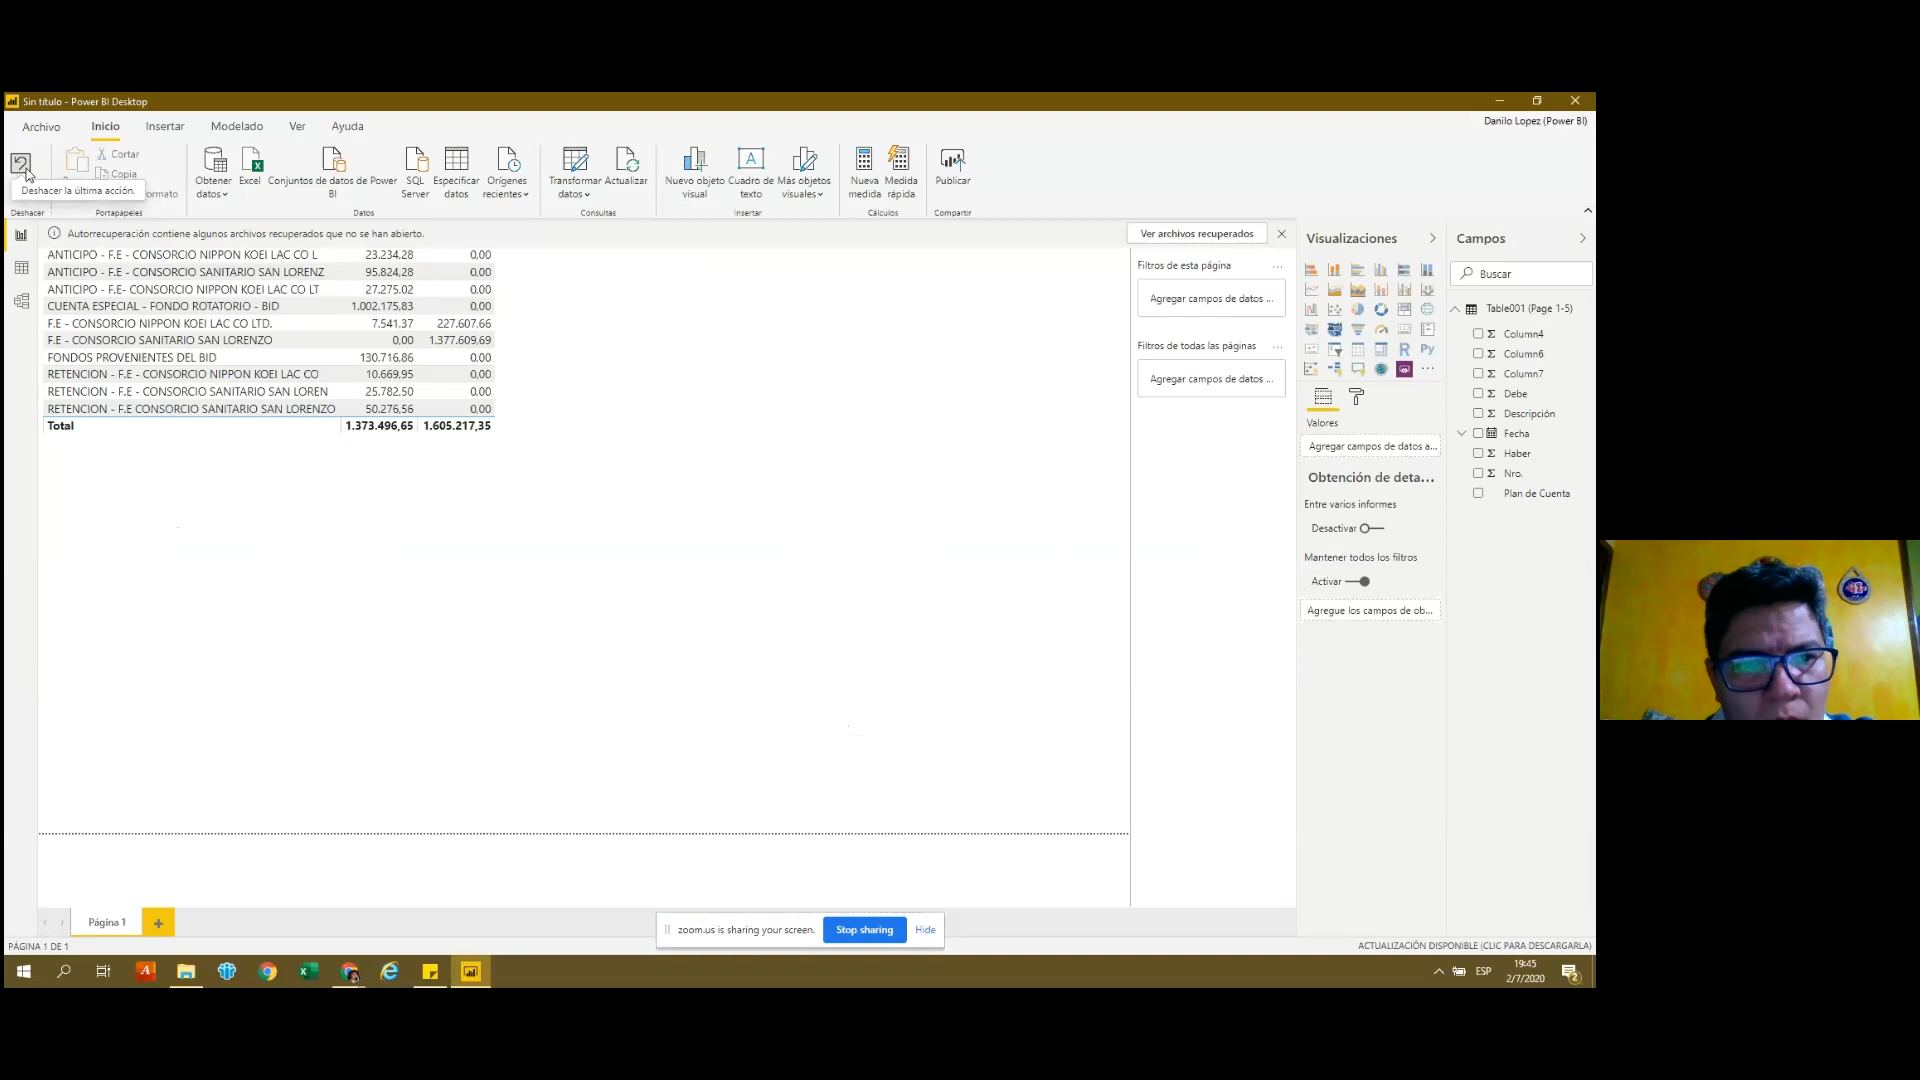 Sin título - Power BI Desktop
Archivo Inicio Insertar Modelado Ver Ayuda
Danilo Lopez (Power BI)
Cortar
Copia
Deshacer la última acción.
Deshacer
Portapapeles
Obtener datos
Excel
Conjuntos de datos de Power BI
SQL Server
Especificar datos
Orígenes recientes
Datos
Transformar datos
Actualizar
Consultas
Nuevo objeto visual
Cuadro de texto
Más objetos visuales
Insertar
Nueva medida
Medida rápida
Cálculos
Publicar
Compartir
Autorrecuperación contiene algunos archivos recuperados que no se han abierto.
Ver archivos recuperados
ANTICIPO - F.E - CONSORCIO NIPPON KOEI LAC CO L 23.234,28 0,00
ANTICIPO - F.E - CONSORCIO SANITARIO SAN LORENZ 95.824,28 0,00
ANTICIPO - F.E- CONSORCIO NIPPON KOEI LAC CO LT 27.275,02 0,00
CUENTA ESPECIAL - FONDO ROTATORIO - BID 1.002.175,83 0,00
F.E - CONSORCIO NIPPON KOEI LAC CO LTD. 7.541,37 227.607,66
F.E - CONSORCIO SANITARIO SAN LORENZO 0,00 1.377.609,69
FONDOS PROVENIENTES DEL BID 130.716,86 0,00
RETENCION - F.E - CONSORCIO NIPPON KOEI LAC CO 10.669,95 0,00
RETENCION - F.E - CONSORCIO SANITARIO SAN LOREN 25.782,50 0,00
RETENCION - F.E CONSORCIO SANITARIO SAN LORENZO 50.276,56 0,00
Total 1.373.496,65 1.605.217,35
Filtros de esta página ...
Agregar campos de datos ...
Filtros de todas las páginas ...
Agregar campos de datos ...
Visualizaciones
R Py
Valores
Agregar campos de datos a...
Obtención de deta...
Entre varios informes
Desactivar
Mantener todos los filtros
Activar
Agregue los campos de ob...
Campos
Buscar
Table001 (Page 1-5)
Column4
Column6
Column7
Debe
Descripción
Fecha
Haber
Nro.
Plan de Cuenta
Página 1
zoom.us is sharing your screen. Stop sharing Hide
PÁGINA 1 DE 1
ACTUALIZACIÓN DISPONIBLE (CLIC PARA DESCARGARLA)
ESP
19:45
2/7/2020
2